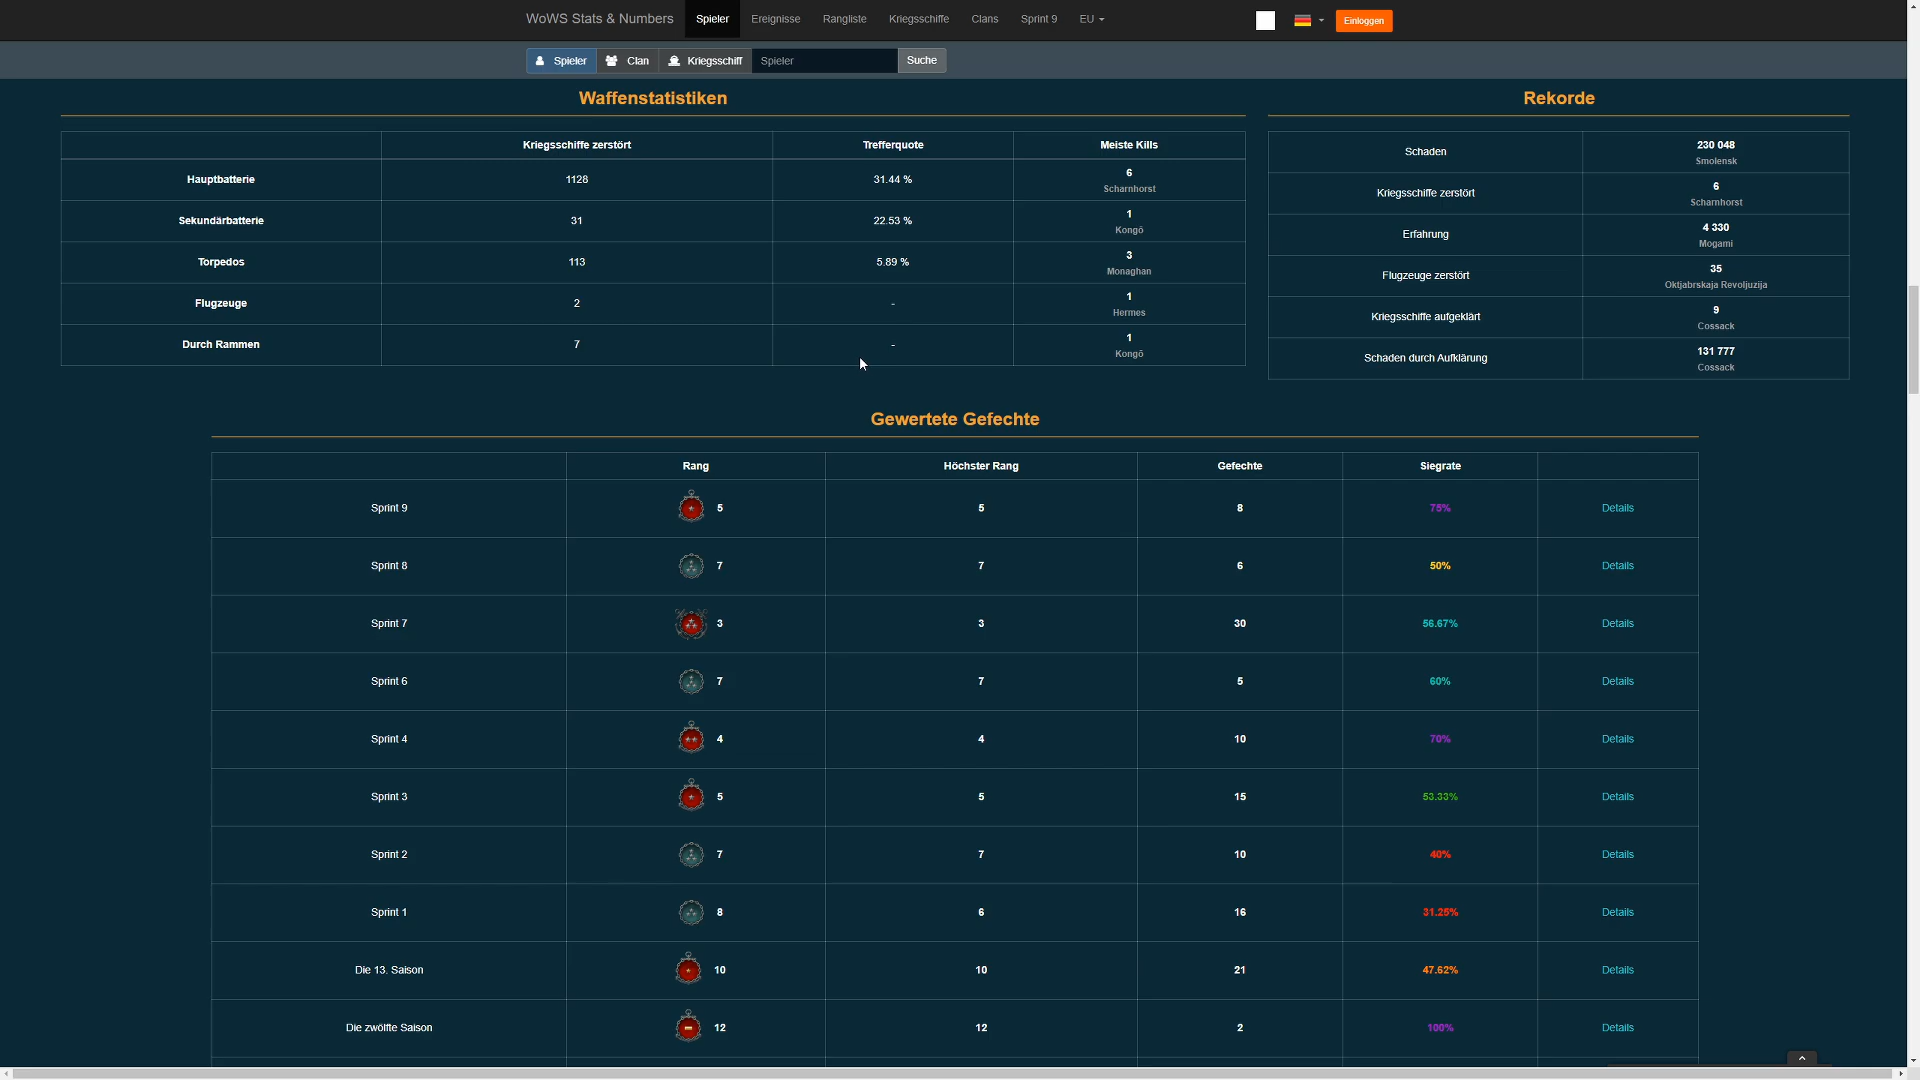 WoWS Stats & Numbers Spieler Ereignisse Rangliste Kriegsschiffe Clans Sprint 9 EU Einloggen
Spieler Clan Kriegsschiff Spieler Suche
Waffenstatistiken
Kriegsschiffe zerstört Trefferquote Meiste Kills
Hauptbatterie 1128 31.44 % 6
Scharnhorst
Sekundärbatterie 31 22.53 % 1
Kongō
Torpedos 113 5.89 % 3
Monaghan
Flugzeuge 2 - 1
Hermes
Durch Rammen 7 - 1
Kongō
Rekorde
Schaden 230 048
Smolensk
Kriegsschiffe zerstört 6
Scharnhorst
Erfahrung 4 330
Mogami
Flugzeuge zerstört 35
Oktjabrskaja Revoljuzija
Kriegsschiffe aufgeklärt 9
Cossack
Schaden durch Aufklärung 131 777
Cossack
Gewertete Gefechte
Rang Höchster Rang Gefechte Siegrate
Sprint 9 5 5 8 75% Details
Sprint 8 7 7 6 50% Details
Sprint 7 3 3 30 56.67% Details
Sprint 6 7 7 5 60% Details
Sprint 4 4 4 10 70% Details
Sprint 3 5 5 15 53.33% Details
Sprint 2 7 7 10 40% Details
Sprint 1 8 6 16 31.25% Details
Die 13. Saison 10 10 21 47.62% Details
Die zwölfte Saison 12 12 2 100% Details